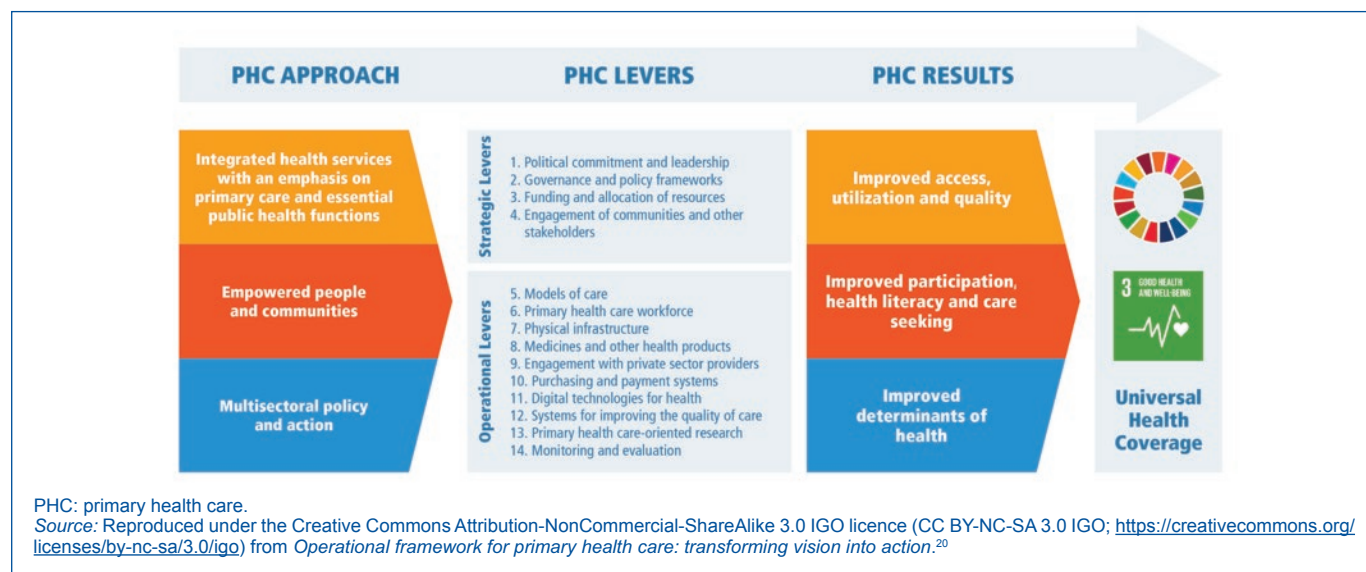 PHC APPROACH
PHC LEVERS
PHC RESULTS
Integrated health services
with an emphasis on
primary care and essential
public health functions
Empowered people
and communities
Multisectoral policy
and action
Strategic Levers
1. Political commitment and leadership
2. Governance and policy frameworks
3. Funding and allocation of resources
4. Engagement of communities and other
stakeholders
Operational Levers
5. Models of care
6. Primary health care workforce
7. Physical infrastructure
8. Medicines and other health products
9. Engagement with private sector providers
10. Purchasing and payment systems
11. Digital technologies for health
12. Systems for improving the quality of care
13. Primary health care-oriented research
14. Monitoring and evaluation
Improved access,
utilization and quality
Improved participation,
health literacy and care
seeking
Improved
determinants of
health
3 GOOD HEALTH
AND WELL-BEING
Universal
Health
Coverage
PHC: primary health care.
Source: Reproduced under the Creative Commons Attribution-NonCommercial-ShareAlike 3.0 IGO licence (CC BY-NC-SA 3.0 IGO; https://creativecommons.org/
licenses/by-nc-sa/3.0/igo) from Operational framework for primary health care: transforming vision into action.20